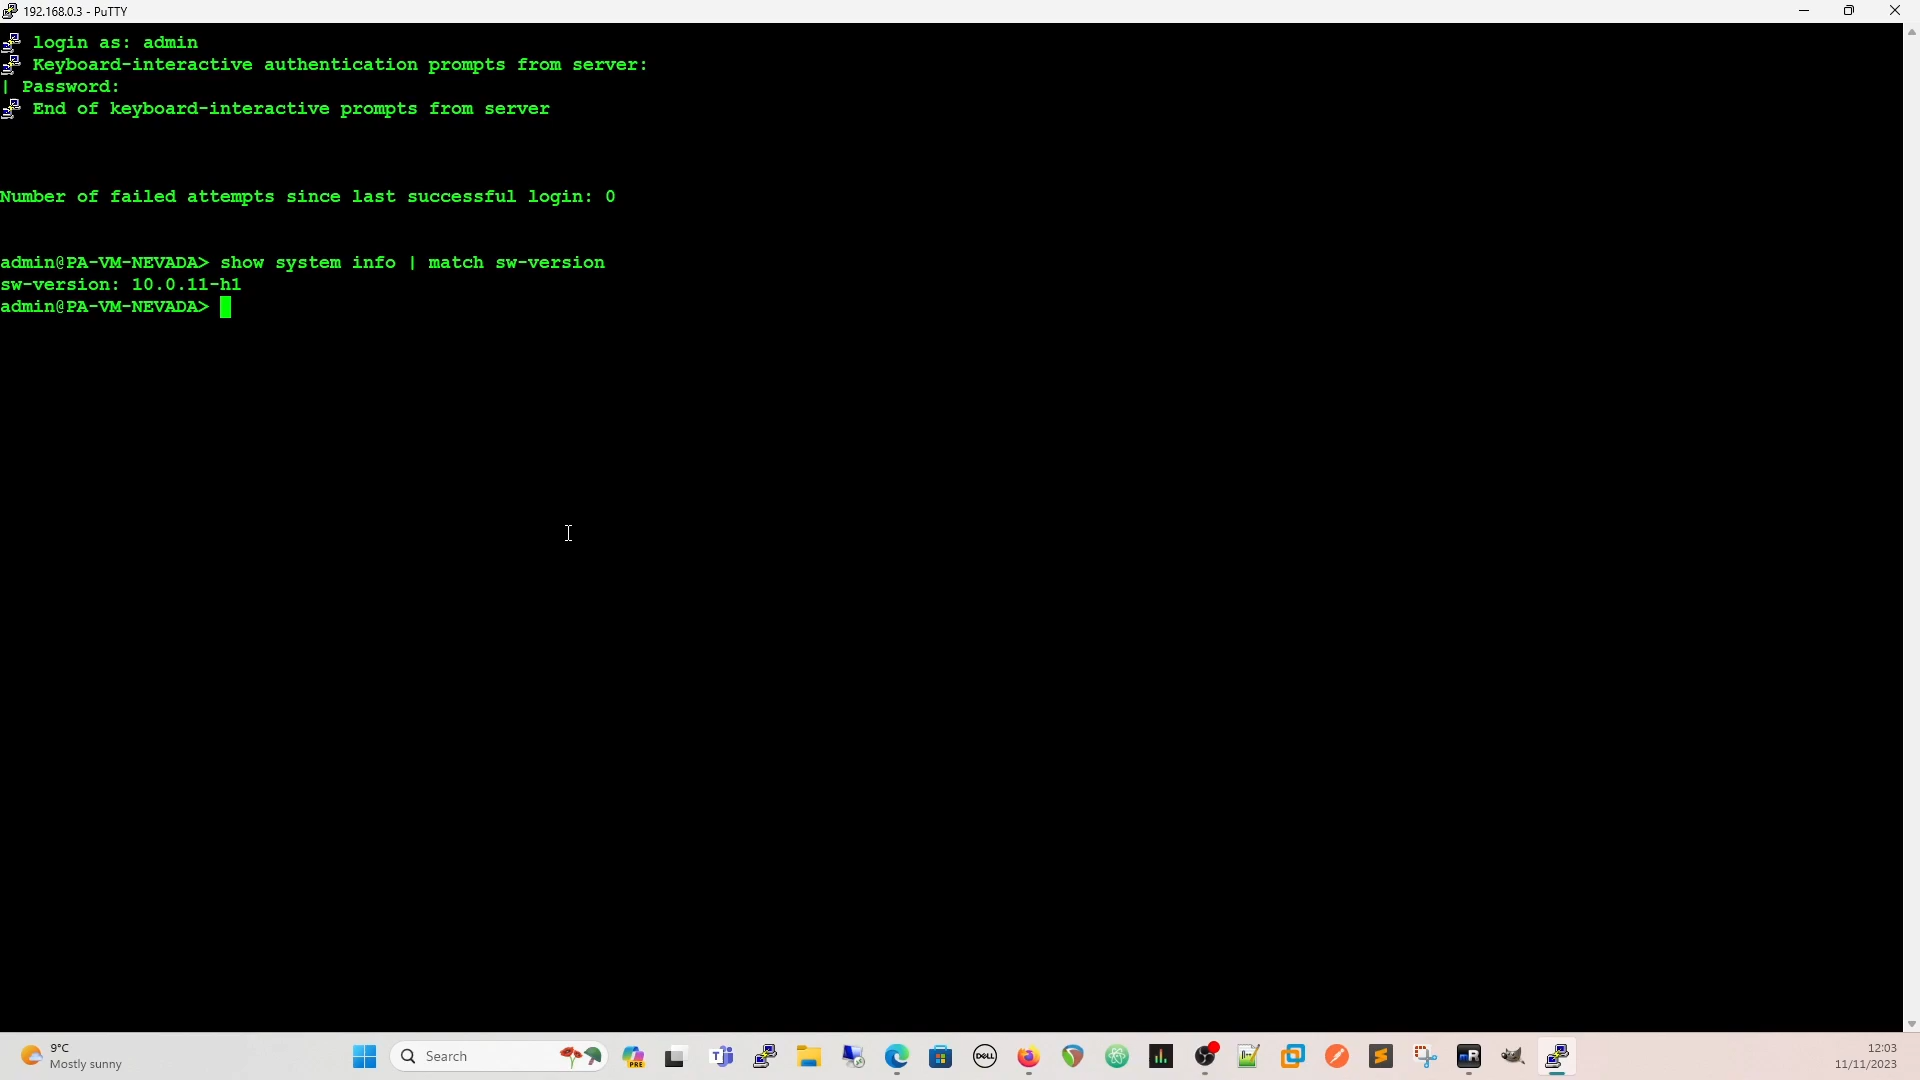 192.168.0.3 - PuTTY
login as: admin
Keyboard-interactive authentication prompts from server:
| Password:
End of keyboard-interactive prompts from server
Number of failed attempts since last successful login: 0
admin@PA-VM-NEVADA> show system info | match sw-version
sw-version: 10.0.11-h1
admin@PA-VM-NEVADA>
9°C
Mostly sunny
Search
PRE
DELL
12:03
11/11/2023